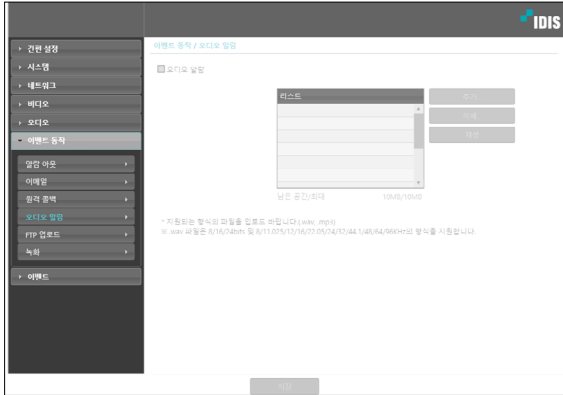 IDIS
간편 설정
시스템
네트워크
비디오
오디오
이벤트 동작
알람 아웃
이메일
원격 콜백
오디오 알람
FTP 업로드
녹화
이벤트
이벤트 동작 / 오디오 알람
오디오 알람
리스트
추가
삭제
재생
남은 공간/최대 10MB/10MB
* 지원되는 형식의 파일을 업로드 바랍니다.(.wav, .mp4)
※ .wav 파일은 8/16/24bits 및 8/11.025/12/16/22.05/24/32/44.1/48/64/96KHz의 형식을 지원합니다.
저장